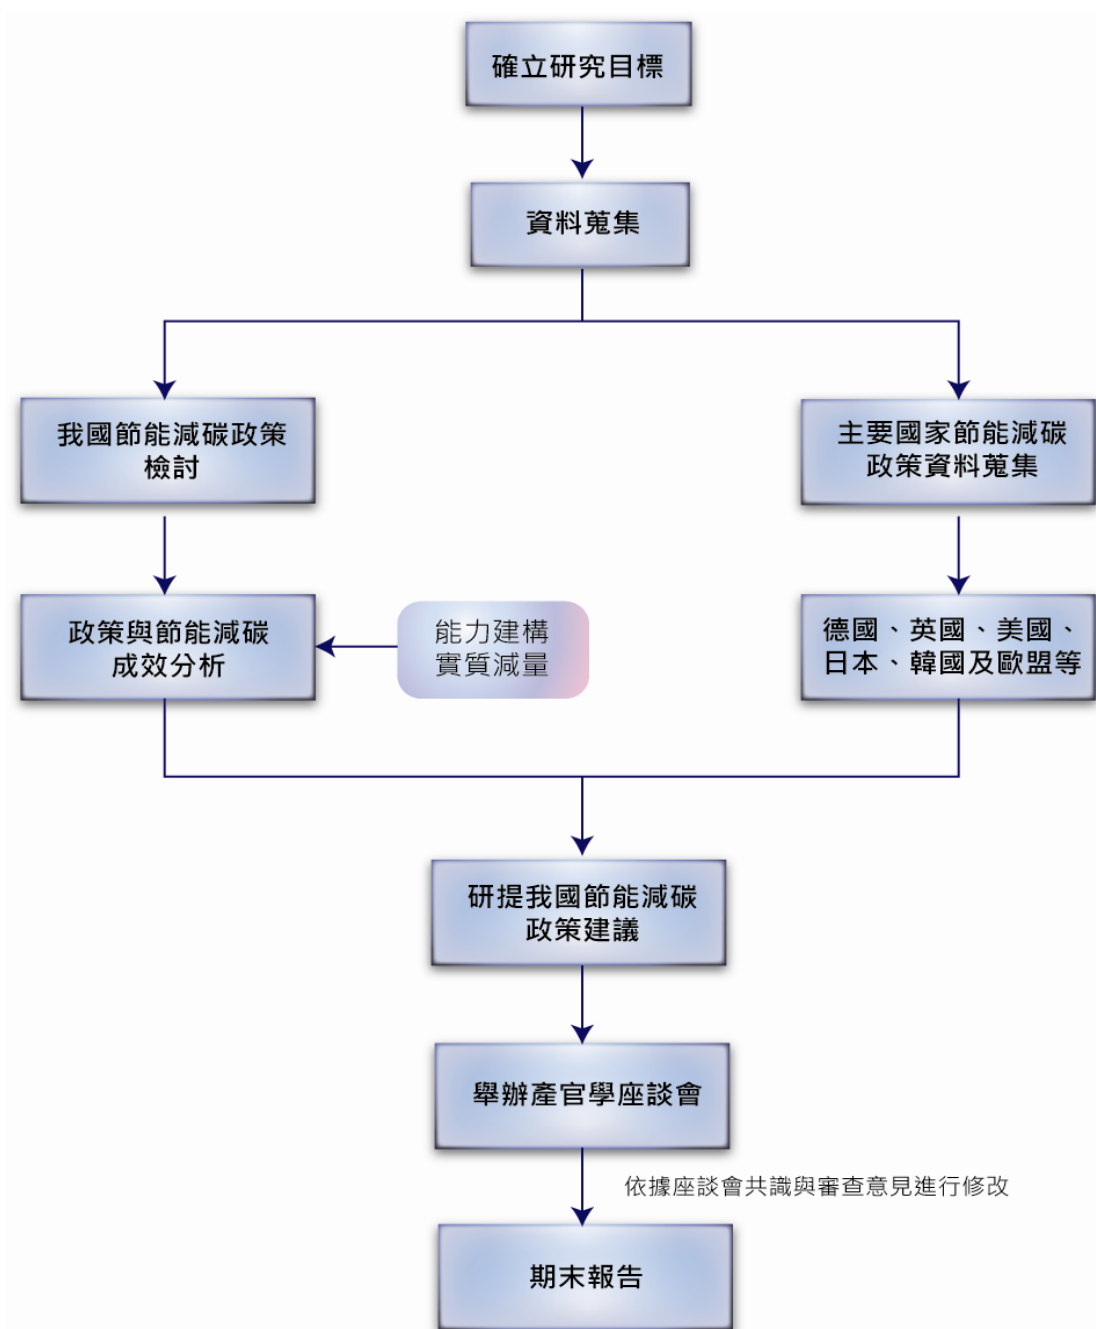 確立研究目標
資料蒐集
我國節能減碳政策
檢討
主要國家節能減碳
政策資料蒐集
政策與節能減碳
成效分析
能力建構
實質減量
德國、英國、美國、
日本、韓國及歐盟等
研提我國節能減碳
政策建議
舉辦產官學座談會
依據座談會共識與審查意見進行修改
期末報告